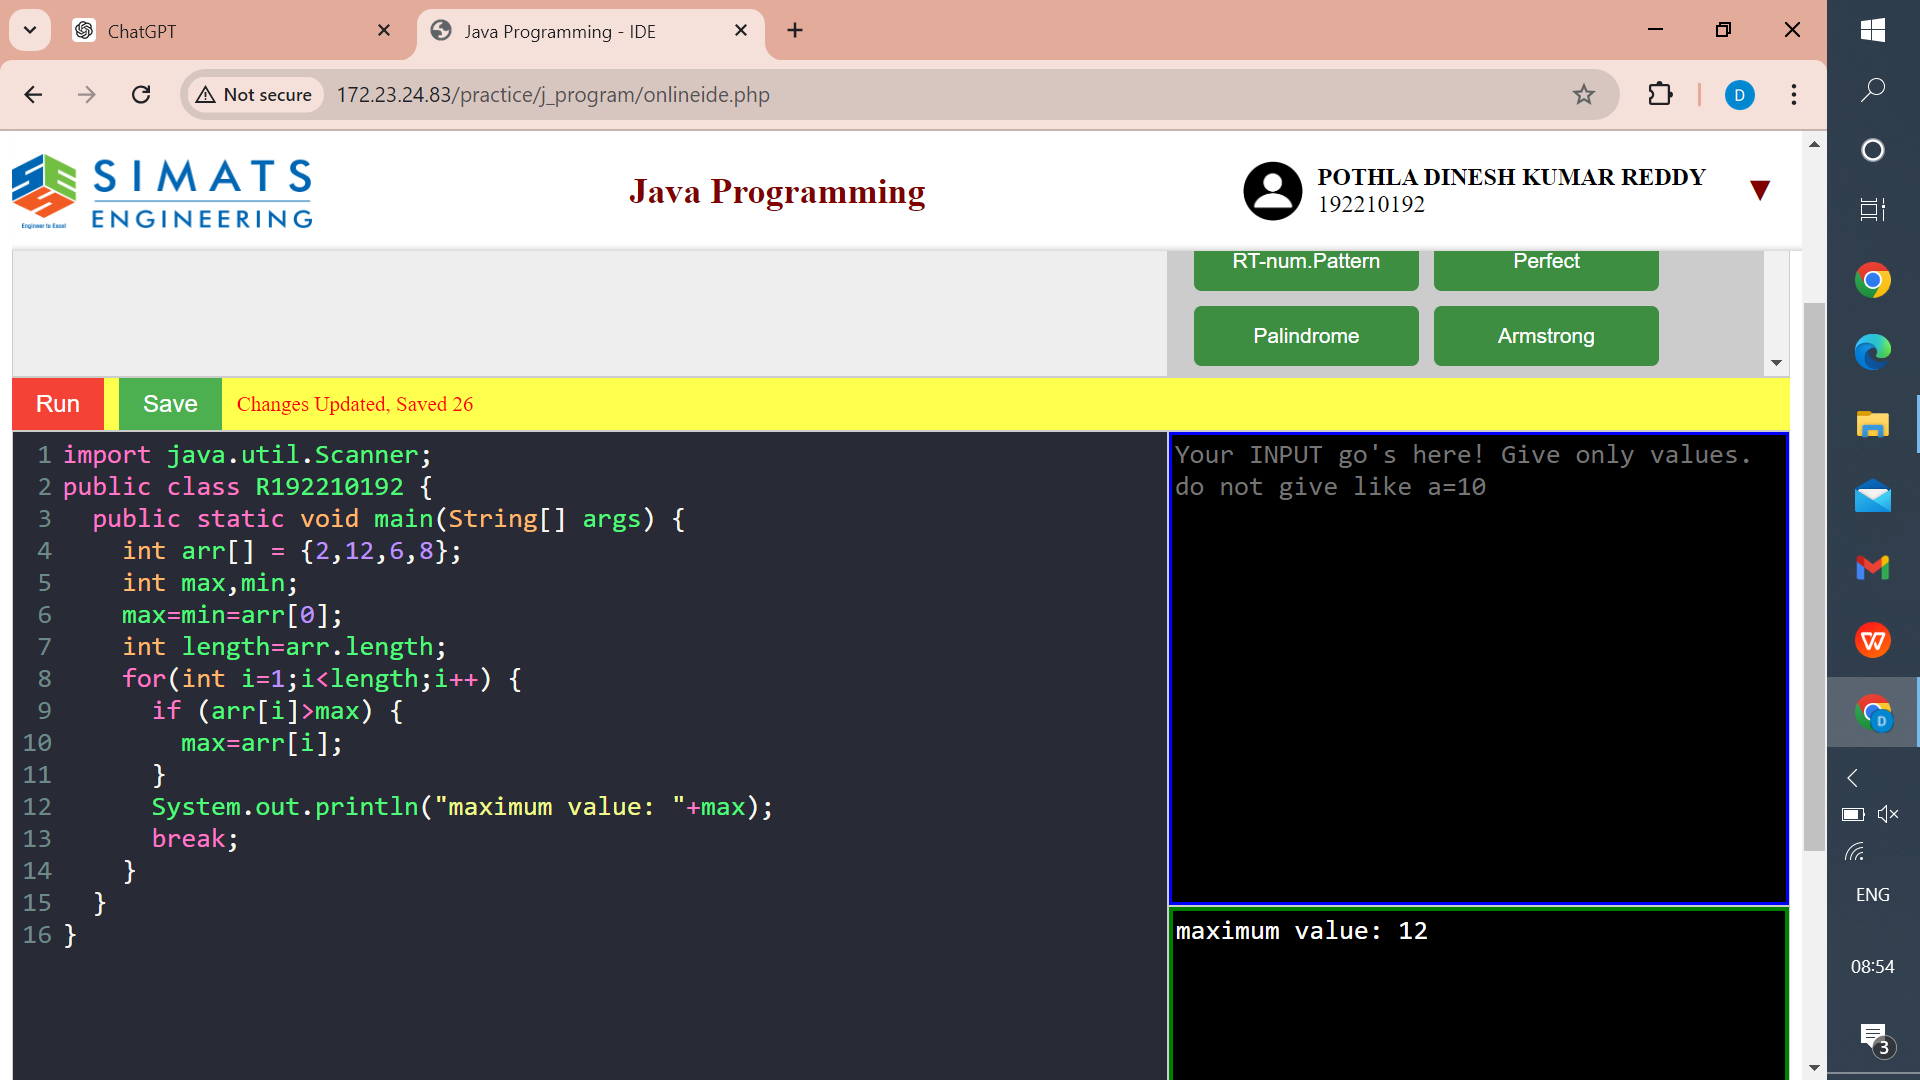 ChatGPT
Java Programming - IDE
Not secure
172.23.24.83/practice/j_program/onlineide.php
D
SIMATS
ENGINEERING
Engineer to Excel
Java Programming
POTHLA DINESH KUMAR REDDY
192210192
RT-num.Pattern
Perfect
Palindrome
Armstrong
Run
Save
Changes Updated, Saved 26
1 import java.util.Scanner;
2 public class R192210192 {
3   public static void main(String[] args) {
4     int arr[] = {2,12,6,8};
5     int max,min;
6     max=min=arr[0];
7     int length=arr.length;
8     for(int i=1;i<length;i++) {
9       if (arr[i]>max) {
10         max=arr[i];
11       }
12       System.out.println("maximum value: "+max);
13       break;
14     }
15   }
16 }
Your INPUT go's here! Give only values.
do not give like a=10
maximum value: 12
D
ENG
08:54
3